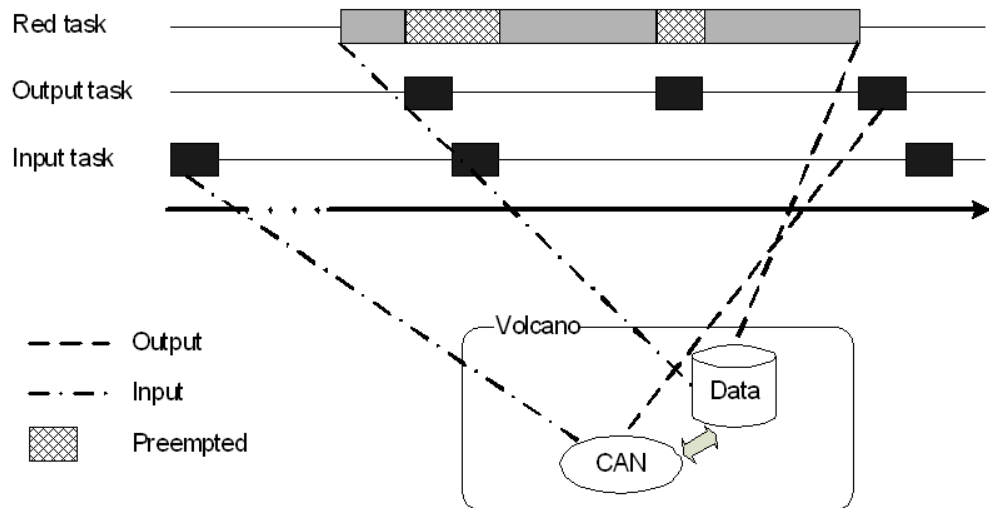 Red task
Output task
Input task
Volcano
Output
Input
Data
Preempted
CAN